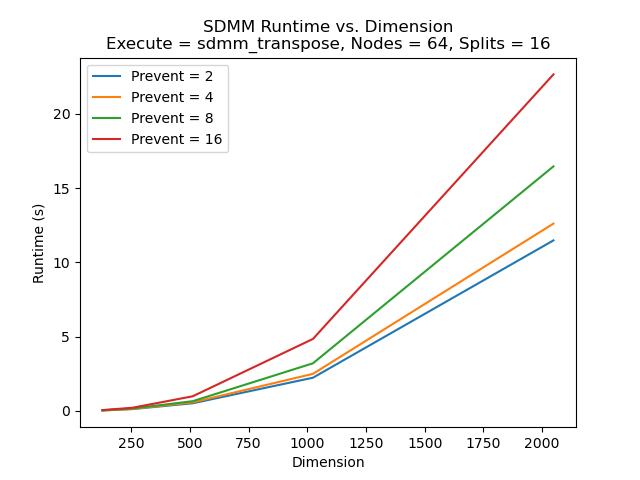 SDMM Runtime vs. Dimension
Execute = sdmm_transpose, Nodes = 64, Splits = 16
Prevent = 2
Prevent = 4
Prevent = 8
Prevent = 16
Runtime (s)
20
15
10
5
0
250 500 750 1000 1250 1500 1750 2000
Dimension